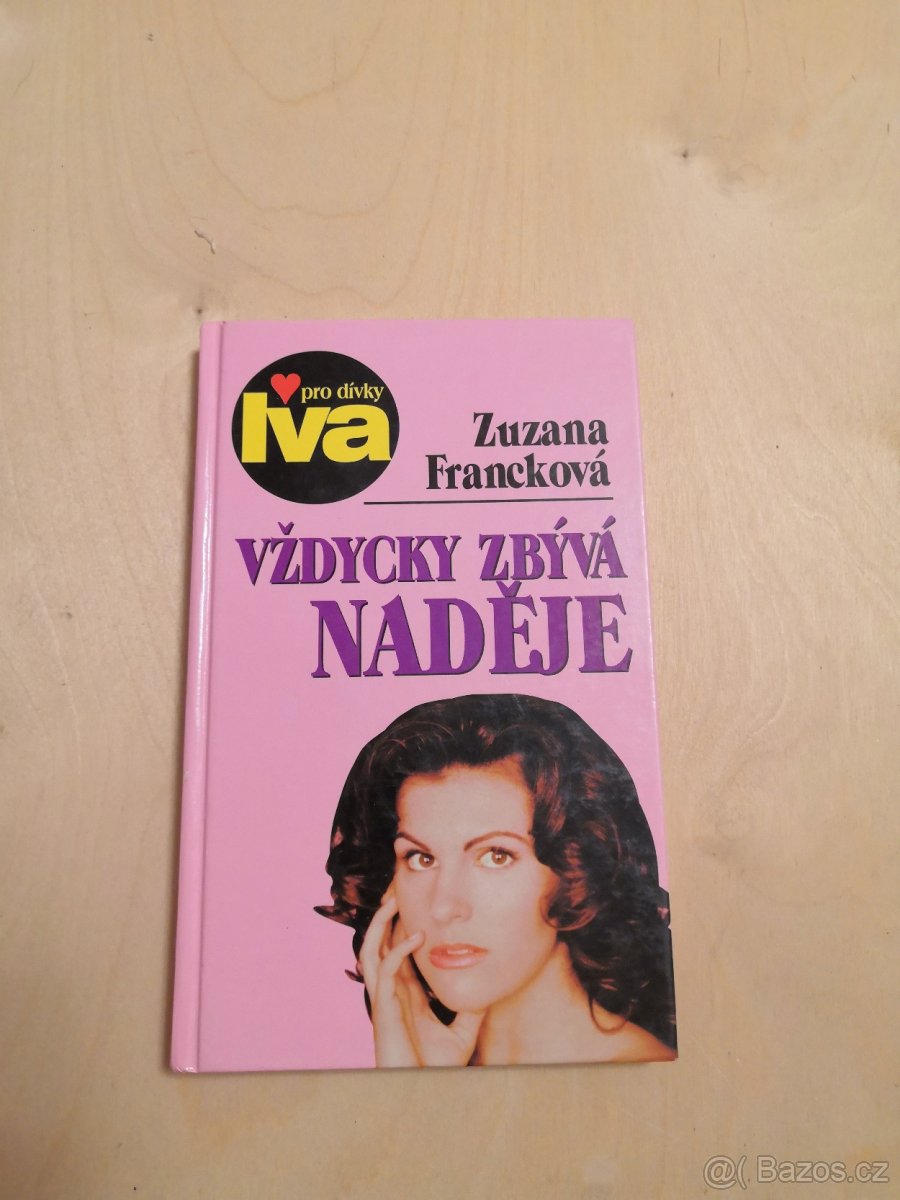 pro dívky
Iva
Zuzana
Francková
VŽDYCKY ZBÝVÁ
NADĚJE
@( Bazos.cz